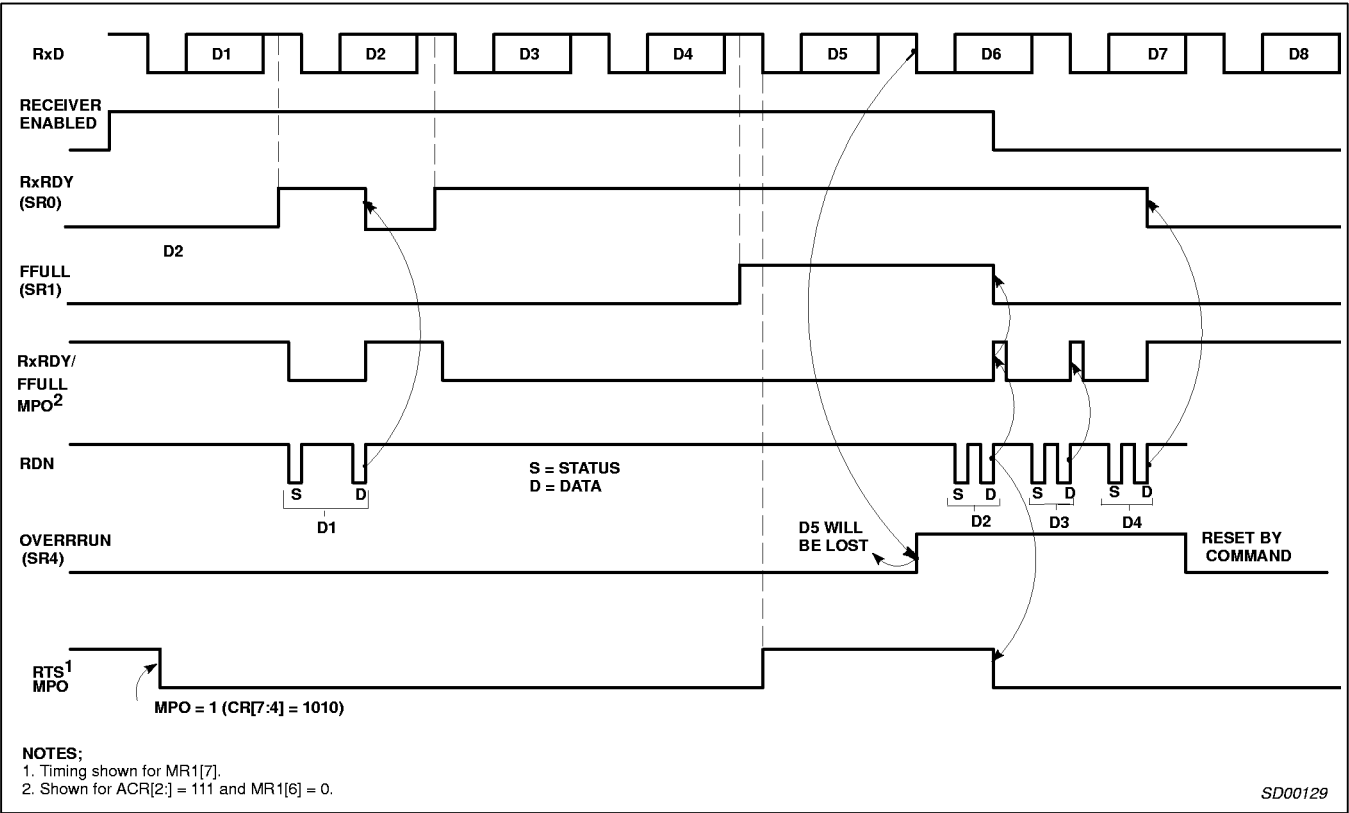 RxD D1 D2 D3 D4 D5 D6 D7 D8
RECEIVER
ENABLED
RxRDY
(SR0)
D2
FFULL
(SR1)
RxRDY/
FFULL
MPO2
RDN
S = STATUS
D = DATA
S D S D S D S D
D1 D2 D3 D4
OVERRRUN
(SR4)
D5 WILL
BE LOST
RESET BY
COMMAND
RTS1
MPO
MPO = 1 (CR[7:4] = 1010)
NOTES;
1. Timing shown for MR1[7].
2. Shown for ACR[2:] = 111 and MR1[6] = 0.
SD00129